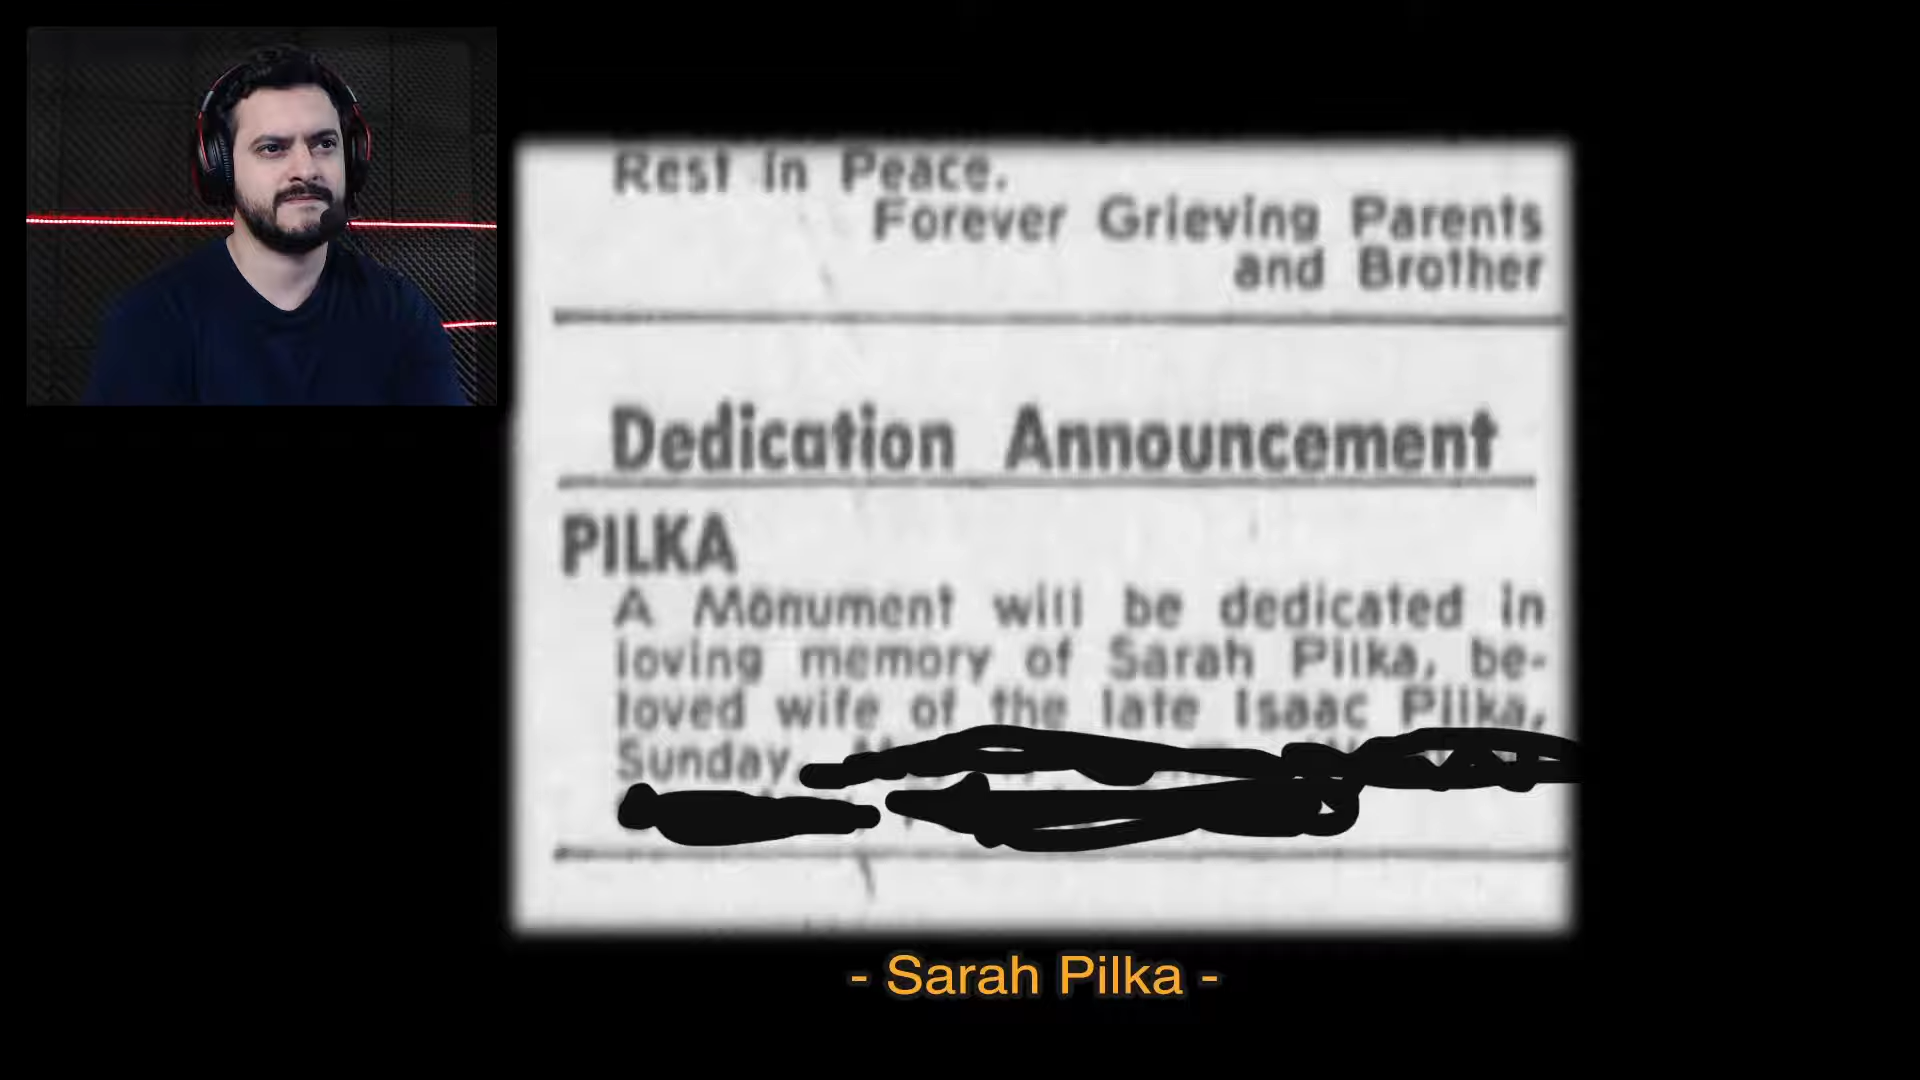 Rest in Peace.
Forever Grieving Parents
and Brother
Dedication Announcement
PILKA
A Monument will be dedicated in
loving memory of Sarah Pilka, be-
loved wife of the late Isaac Pilka,
Sunday,
- Sarah Pilka -